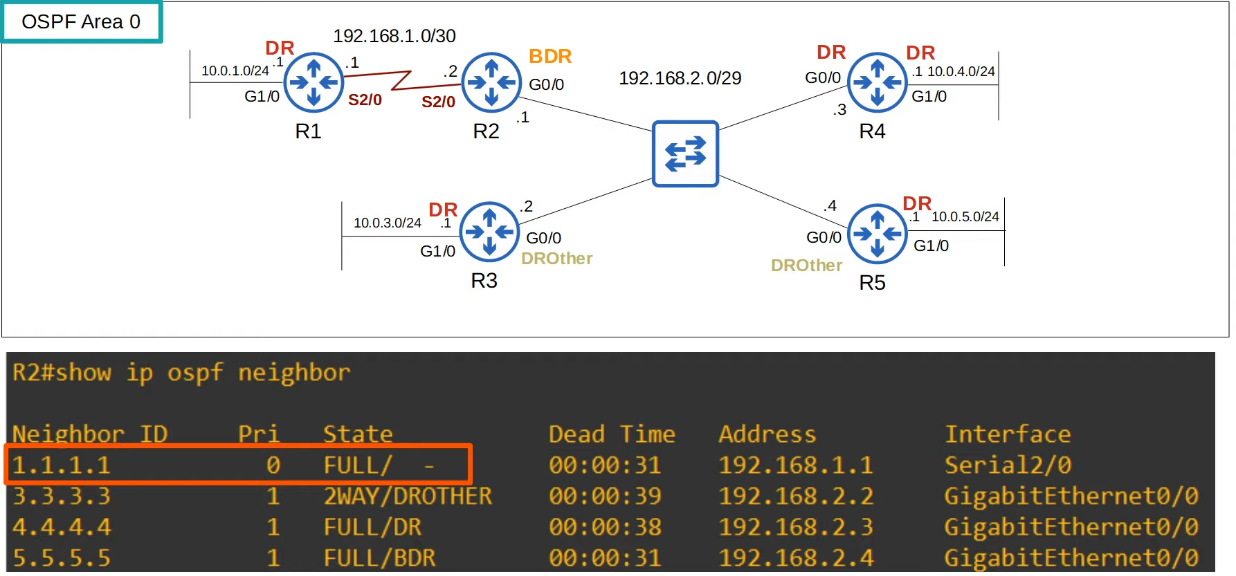 OSPF Area 0
192.168.1.0/30
DR
.1
.1
10.0.1.0/24
G1/0
S2/0
R1
.2
S2/0
BDR
G0/0
.1
R2
192.168.2.0/29
DR
DR
G0/0
.1 10.0.4.0/24
G1/0
.3
R4
DR
.2
10.0.3.0/24
.1
G1/0
G0/0
DROther
R3
.4
DR
.1 10.0.5.0/24
G0/0
G1/0
DROther
R5
R2#show ip ospf neighbor
Neighbor ID Pri State Dead Time Address Interface
1.1.1.1 0 FULL/ - 00:00:31 192.168.1.1 Serial2/0
3.3.3.3 1 2WAY/DROTHER 00:00:39 192.168.2.2 GigabitEthernet0/0
4.4.4.4 1 FULL/DR 00:00:38 192.168.2.3 GigabitEthernet0/0
5.5.5.5 1 FULL/BDR 00:00:31 192.168.2.4 GigabitEthernet0/0